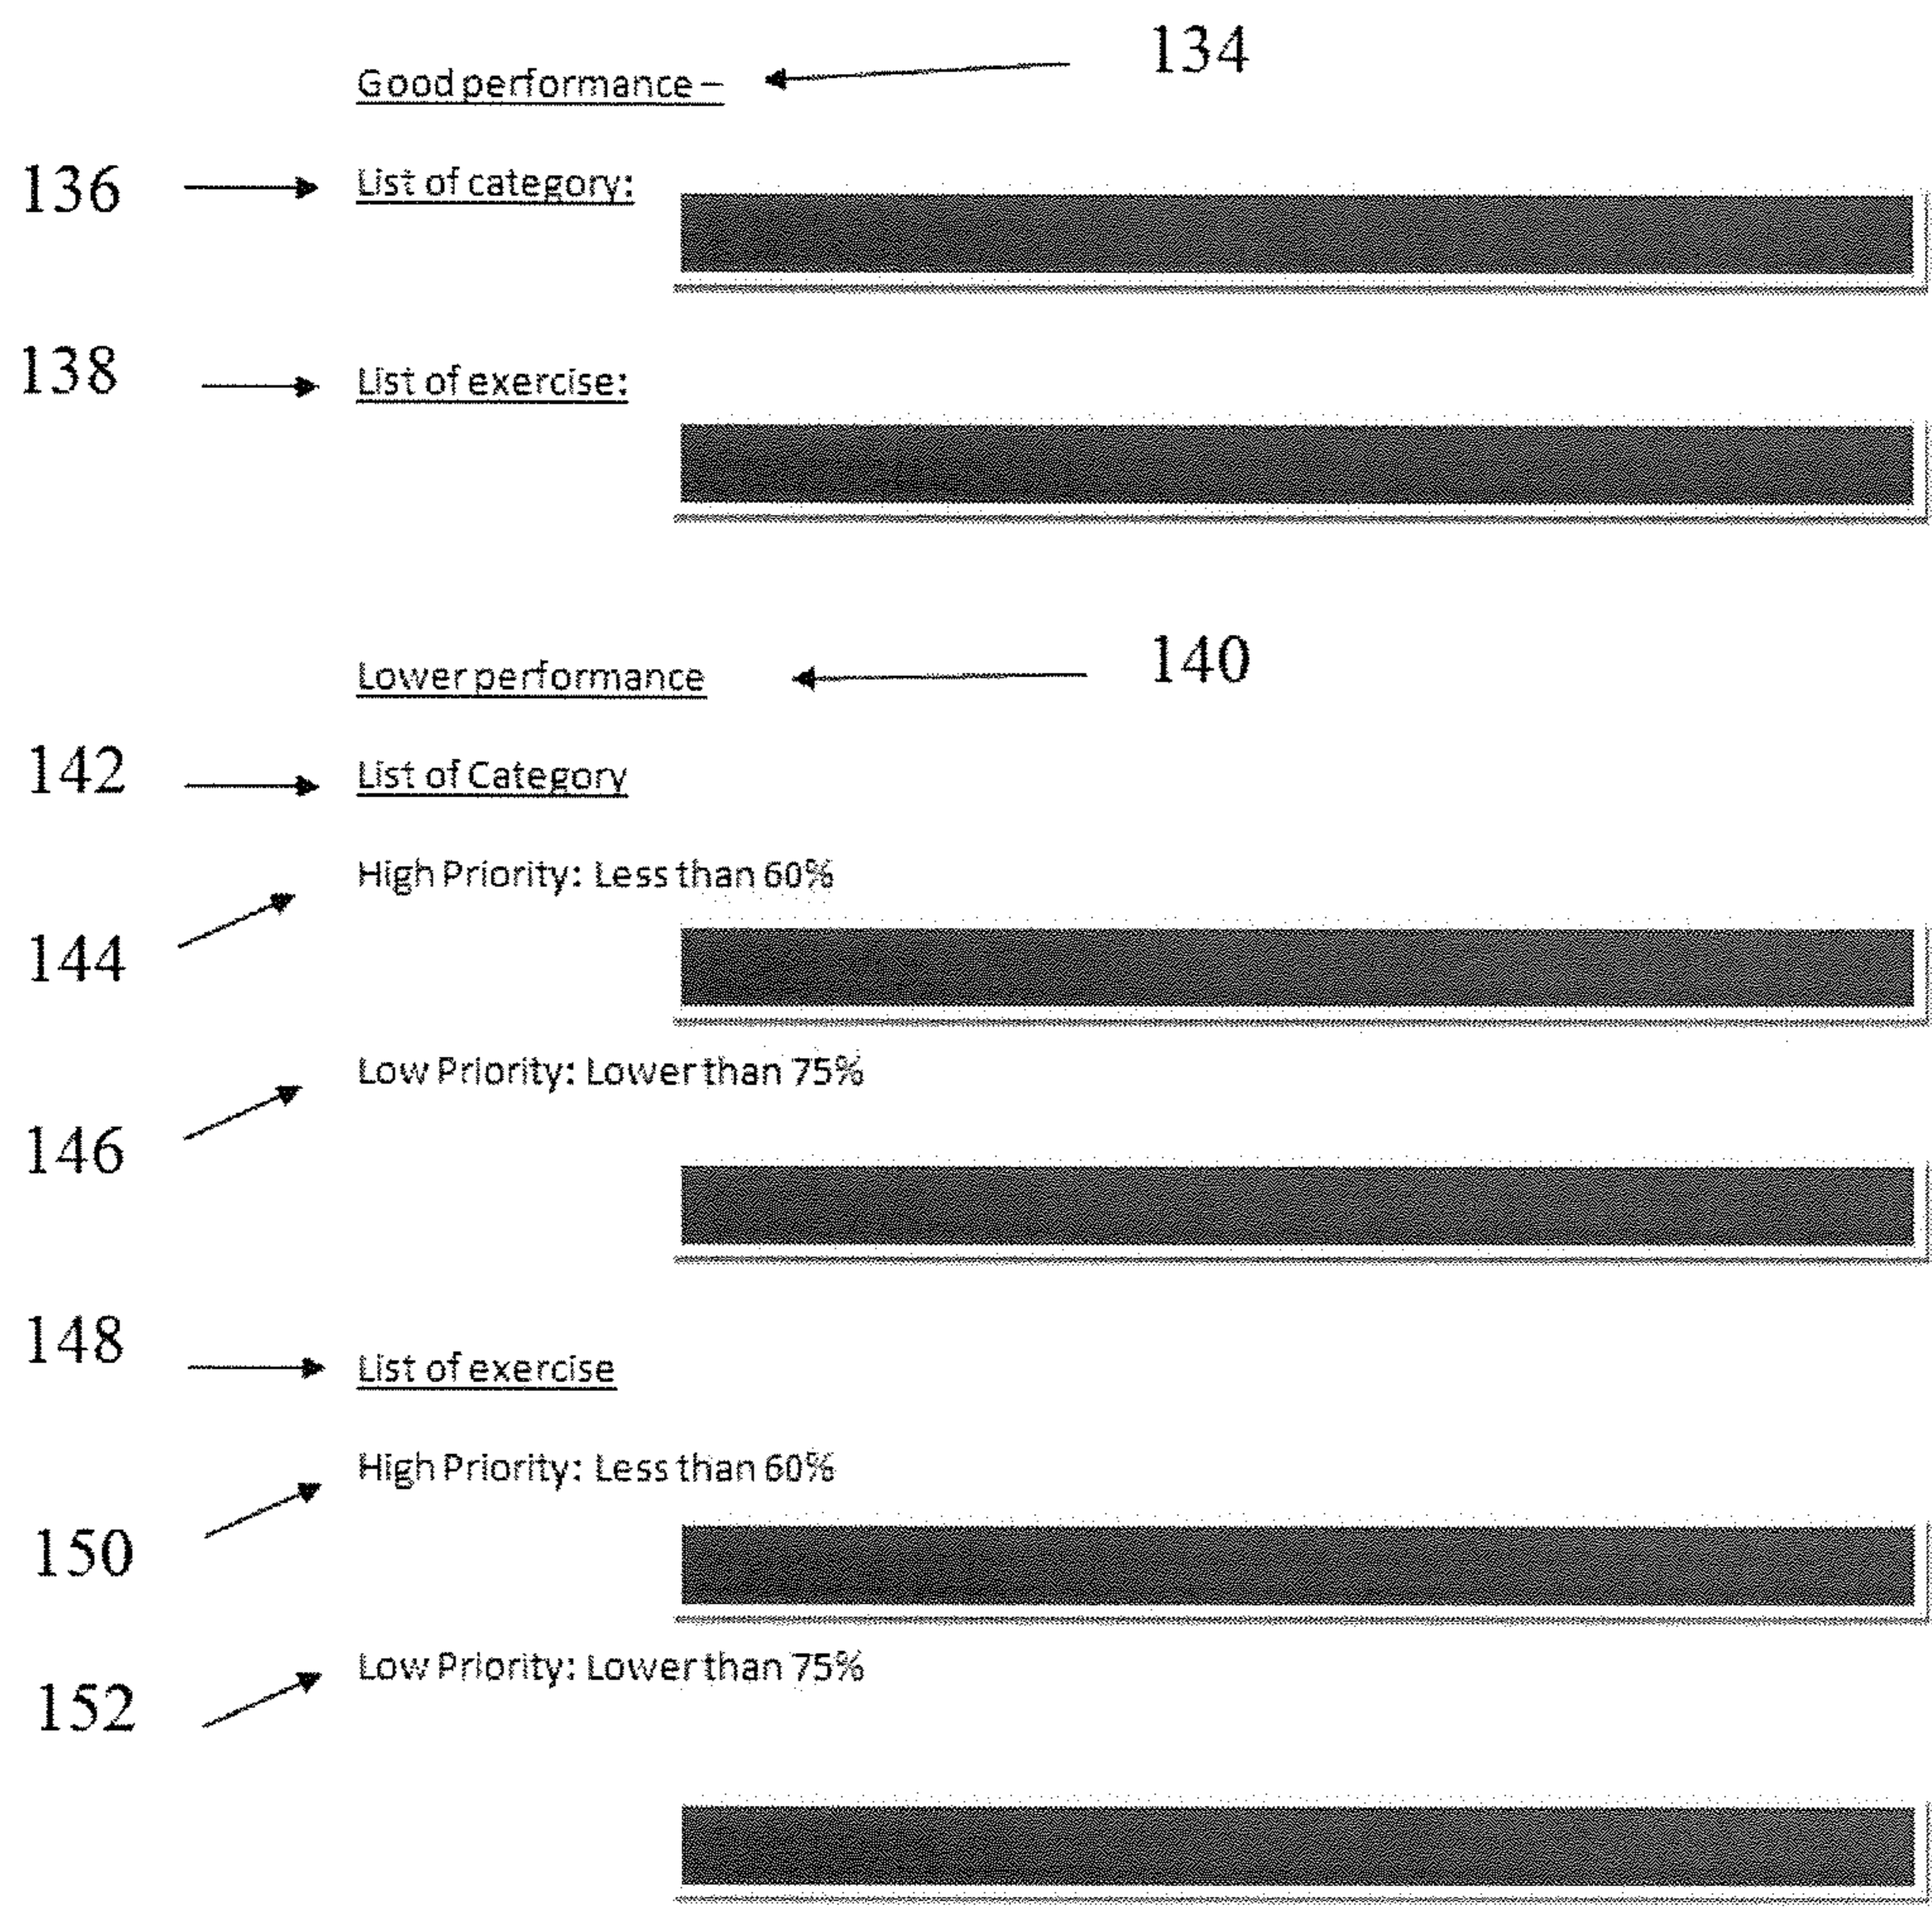 Good performance – 134
136 List of category:
138 List of exercise:
Lower performance 140
142 List of Category
High Priority: Less than 60%
144
Low Priority: Lower than 75%
146
148 List of exercise
High Priority: Less than 60%
150
Low Priority: Lower than 75%
152